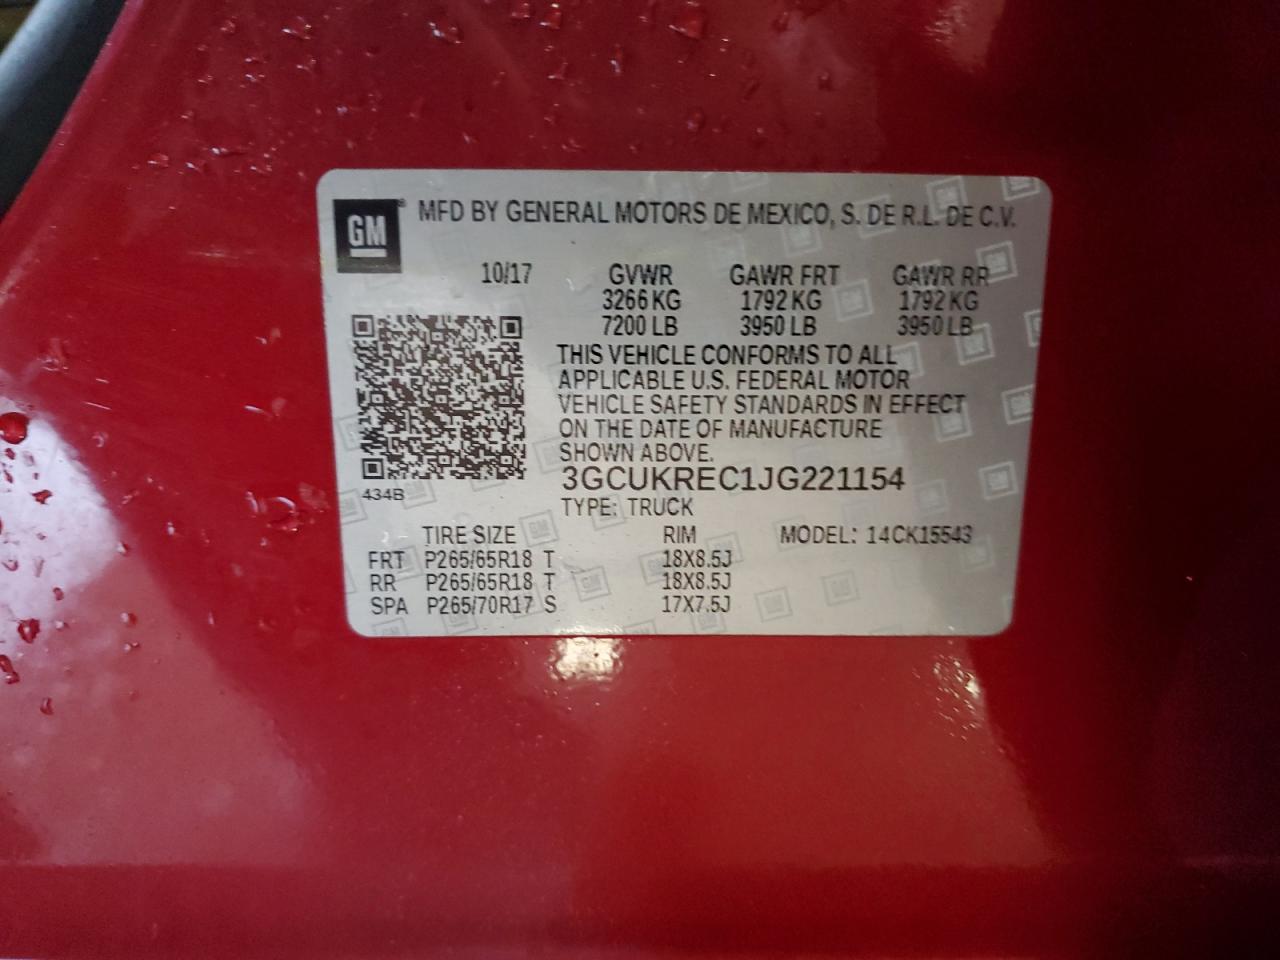 GM® MFD BY GENERAL MOTORS DE MEXICO, S. DE R.L. DE C.V.
10/17 GVWR GAWR FRT GAWR RR
3266 KG 1792 KG 1792 KG
7200 LB 3950 LB 3950 LB
THIS VEHICLE CONFORMS TO ALL
APPLICABLE U.S. FEDERAL MOTOR
VEHICLE SAFETY STANDARDS IN EFFECT
ON THE DATE OF MANUFACTURE
SHOWN ABOVE.
3GCUKREC1JG221154
434B
TYPE: TRUCK
TIRE SIZE RIM MODEL: 14CK15543
FRT P265/65R18 T 18X8.5J
RR P265/65R18 T 18X8.5J
SPA P265/70R17 S 17X7.5J